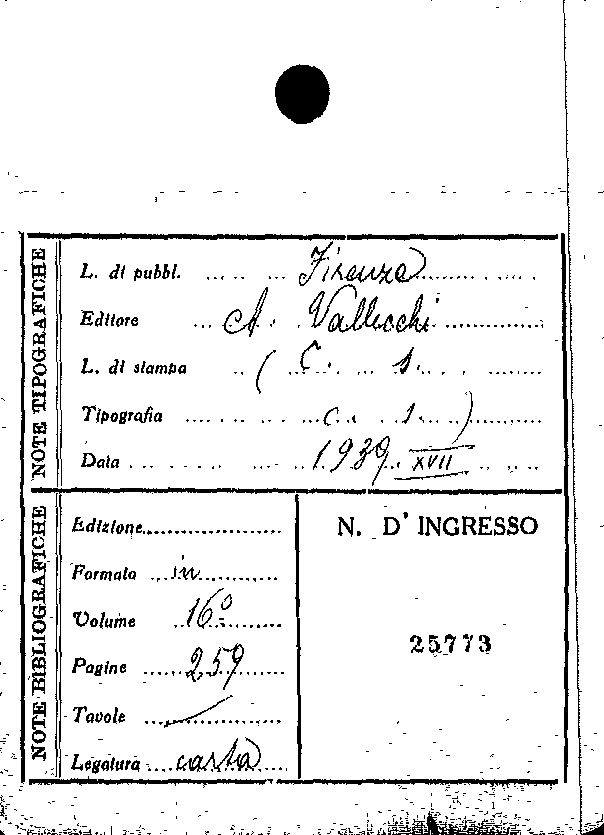 NOTE TIPOGRAFICHE
L. di pubbl. Firenze
Editore A. Vallecchi
L. di stampa ( c. s.
Tipografia c. s. )
Data 1939 XVII
NOTE BIBLIOGRAFICHE
Edizione
Formato in
Volume 16°
Pagine 259
Tavole
Legatura carta
N. D'INGRESSO
25773